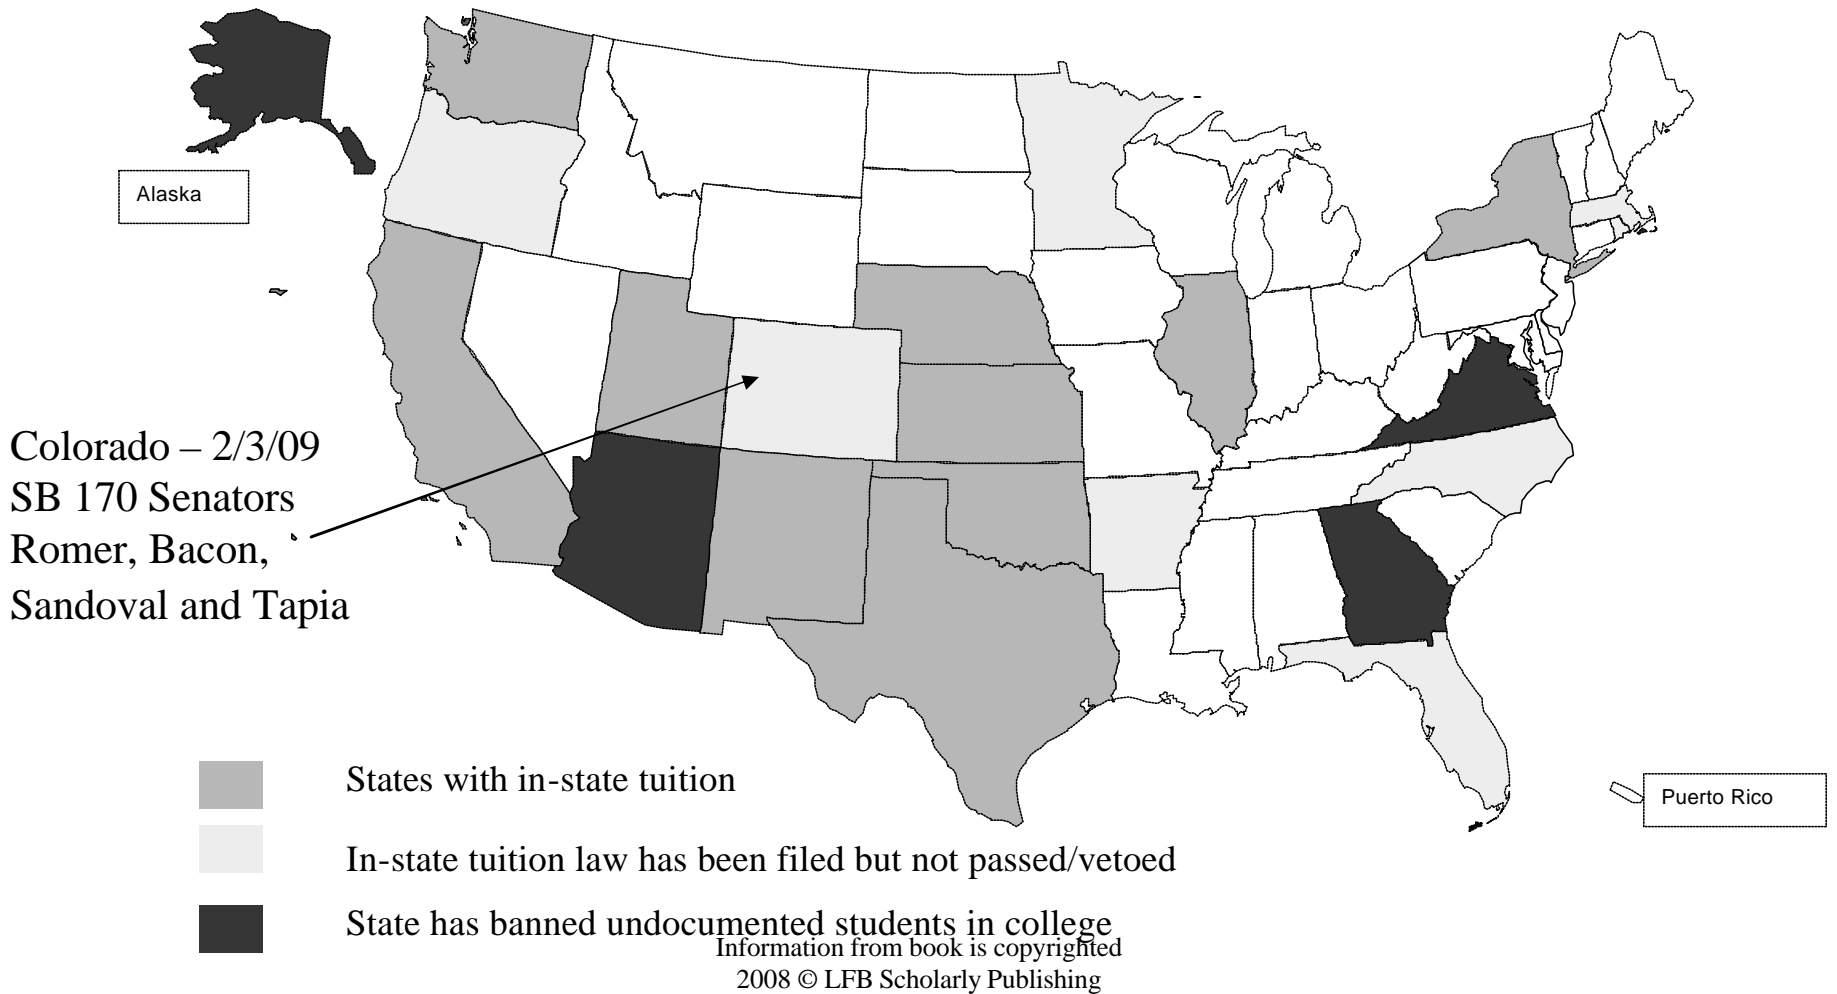 Alaska
Colorado – 2/3/09
SB 170 Senators
Romer, Bacon,
Sandoval and Tapia
States with in-state tuition
Puerto Rico
In-state tuition law has been filed but not passed/vetoed
State has banned undocumented students in college
Information from book is copyrighted
2008 © LFB Scholarly Publishing